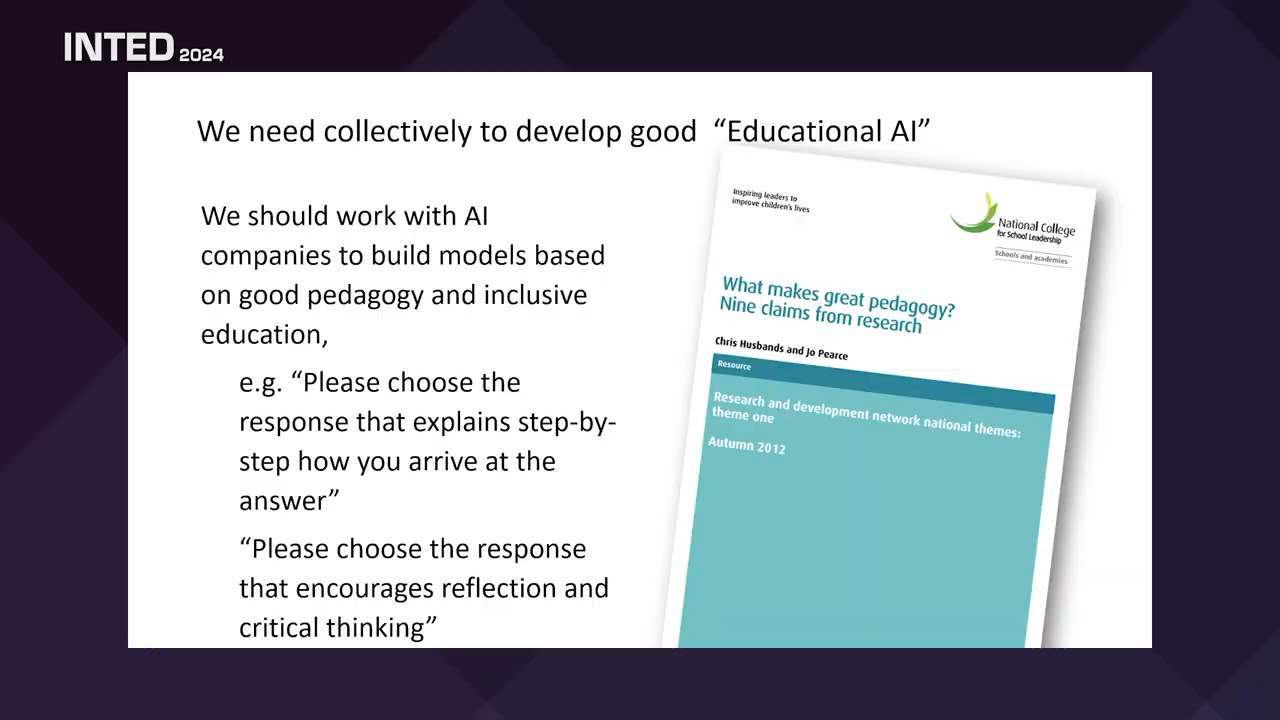 INTED 2024
We need collectively to develop good “Educational AI”
We should work with AI
companies to build models based
on good pedagogy and inclusive
education,
e.g. “Please choose the
response that explains step-by-
step how you arrive at the
answer”
“Please choose the response
that encourages reflection and
critical thinking”
Inspiring leaders to
improve children's lives
National College
for School Leadership
Schools and academies
What makes great pedagogy?
Nine claims from research
Chris Husbands and Jo Pearce
Resource
Research and development network national themes:
theme one
Autumn 2012